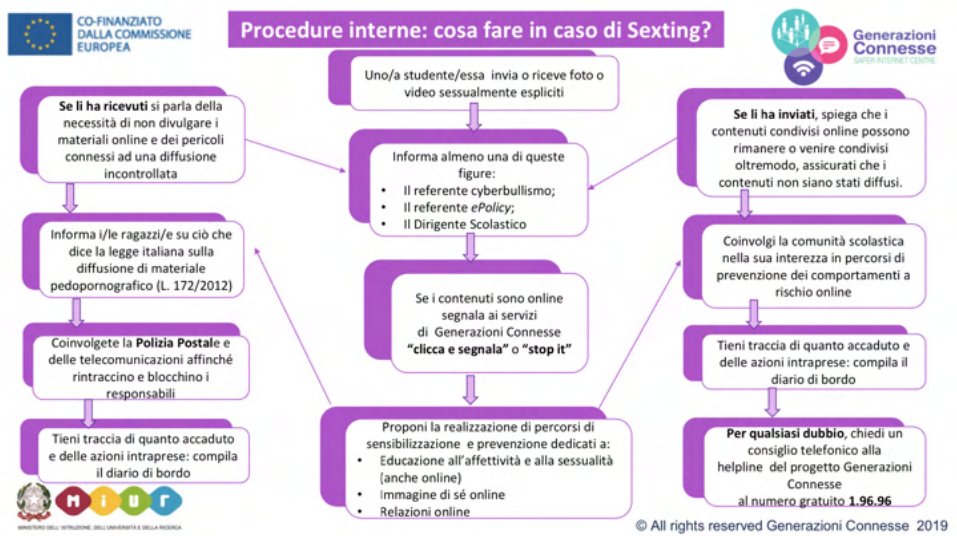 CO-FINANZIATO
DALLA COMMISSIONE
EUROPEA
Procedure interne: cosa fare in caso di Sexting?
Generazioni
Connesse
SAFER INTERNET CENTRE
Uno/a studente/essa invia o riceve foto o
video sessualmente espliciti
Se li ha ricevuti si parla della
necessità di non divulgare i
materiali online e dei pericoli
connessi ad una diffusione
incontrollata
Informa i/le ragazzi/e su ciò che
dice la legge italiana sulla
diffusione di materiale
pedopornografico (L. 172/2012)
Coinvolgete la Polizia Postale e
delle telecomunicazioni affinché
rintraccino e blocchino i
responsabili
Tieni traccia di quanto accaduto
e delle azioni intraprese: compila
il diario di bordo
Informa almeno una di queste
figure:
• Il referente cyberbullismo;
• Il referente ePolicy;
• Il Dirigente Scolastico
Se i contenuti sono online
segnala ai servizi
di Generazioni Connesse
“clicca e segnala” o “stop it”
Proponi la realizzazione di percorsi di
sensibilizzazione e prevenzione dedicati a:
• Educazione all’affettività e alla sessualità
(anche online)
• Immagine di sé online
• Relazioni online
Se li ha inviati, spiega che i
contenuti condivisi online possono
rimanere o venire condivisi
oltremodo, assicurati che i
contenuti non siano stati diffusi.
Coinvolgi la comunità scolastica
nella sua interezza in percorsi di
prevenzione dei comportamenti a
rischio online
Tieni traccia di quanto accaduto e
delle azioni intraprese: compila il
diario di bordo
Per qualsiasi dubbio, chiedi un
consiglio telefonico alla
helpline del progetto Generazioni
Connesse
al numero gratuito 1.96.96
MIUR
MINISTERO DELL'ISTRUZIONE, DELL'UNIVERSITÀ E DELLA RICERCA
© All rights reserved Generazioni Connesse 2019